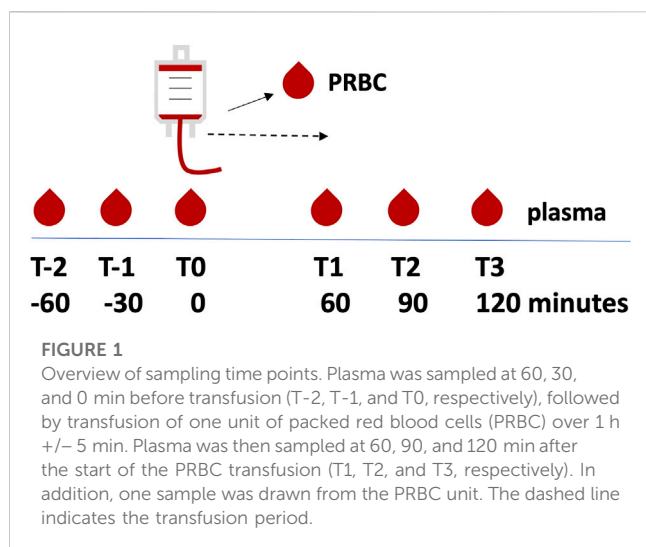 PRBC
plasma
T-2 T-1 T0 T1 T2 T3
-60 -30 0 60 90 120 minutes
FIGURE 1
Overview of sampling time points. Plasma was sampled at 60, 30,
and 0 min before transfusion (T-2, T-1, and T0, respectively), followed
by transfusion of one unit of packed red blood cells (PRBC) over 1 h
+/− 5 min. Plasma was then sampled at 60, 90, and 120 min after
the start of the PRBC transfusion (T1, T2, and T3, respectively). In
addition, one sample was drawn from the PRBC unit. The dashed line
indicates the transfusion period.